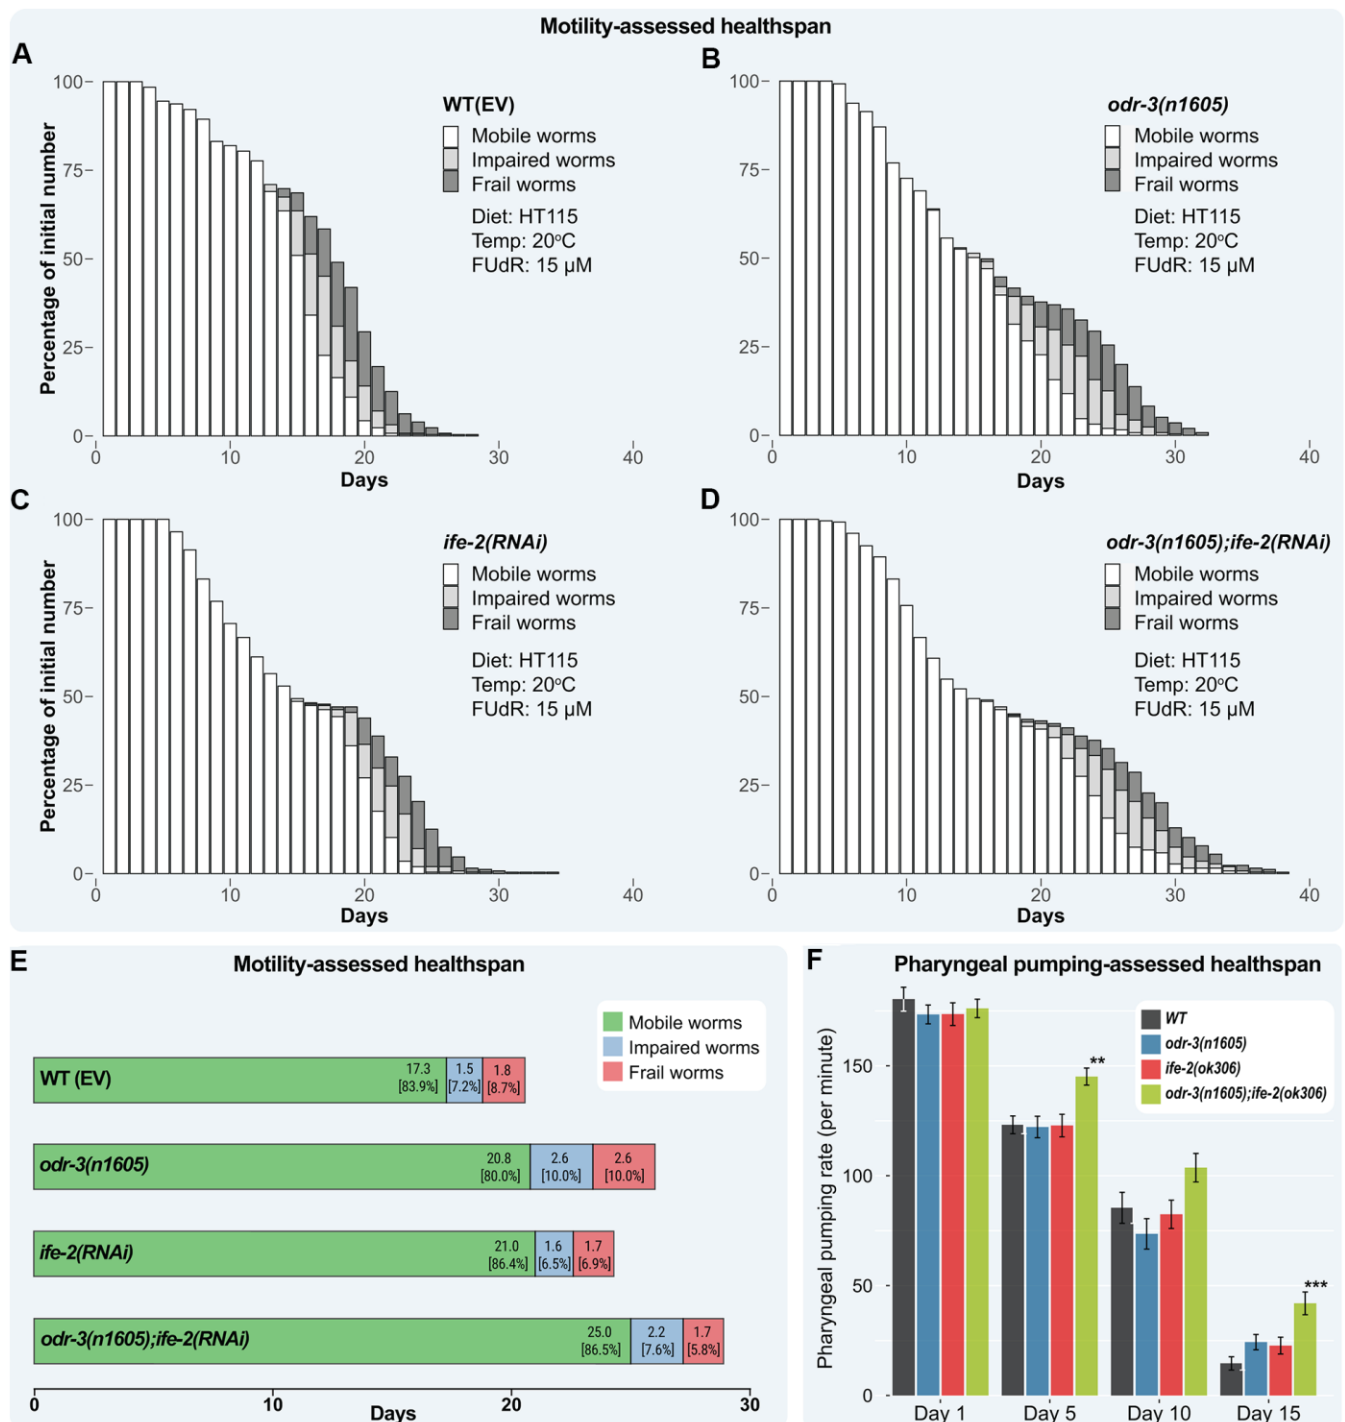 Motility-assessed healthspan
A
Percentage of initial number
100
75
50
25
0
WT(EV)
Mobile worms
Impaired worms
Frail worms
Diet: HT115
Temp: 20°C
FUdR: 15 µM
0 10 20 30 40
Days
B
100
75
50
25
0
odr-3(n1605)
Mobile worms
Impaired worms
Frail worms
Diet: HT115
Temp: 20°C
FUdR: 15 µM
0 10 20 30 40
Days
C
Percentage of initial number
100
75
50
25
0
ife-2(RNAi)
Mobile worms
Impaired worms
Frail worms
Diet: HT115
Temp: 20°C
FUdR: 15 µM
0 10 20 30 40
Days
D
100
75
50
25
0
odr-3(n1605);ife-2(RNAi)
Mobile worms
Impaired worms
Frail worms
Diet: HT115
Temp: 20°C
FUdR: 15 µM
0 10 20 30 40
Days
E
Motility-assessed healthspan
Mobile worms
Impaired worms
Frail worms
WT (EV)
17.3 1.5 1.8
[83.9%] [7.2%] [8.7%]
odr-3(n1605)
20.8 2.6 2.6
[80.0%] [10.0%] [10.0%]
ife-2(RNAi)
21.0 1.6 1.7
[86.4%] [6.5%] [6.9%]
odr-3(n1605);ife-2(RNAi)
25.0 2.2 1.7
[86.5%] [7.6%] [5.8%]
0 10 20 30
Days
F
Pharyngeal pumping-assessed healthspan
Pharyngeal pumping rate (per minute)
150
100
50
0
WT
odr-3(n1605)
ife-2(ok306)
odr-3(n1605);ife-2(ok306)
**
***
Day 1 Day 5 Day 10 Day 15